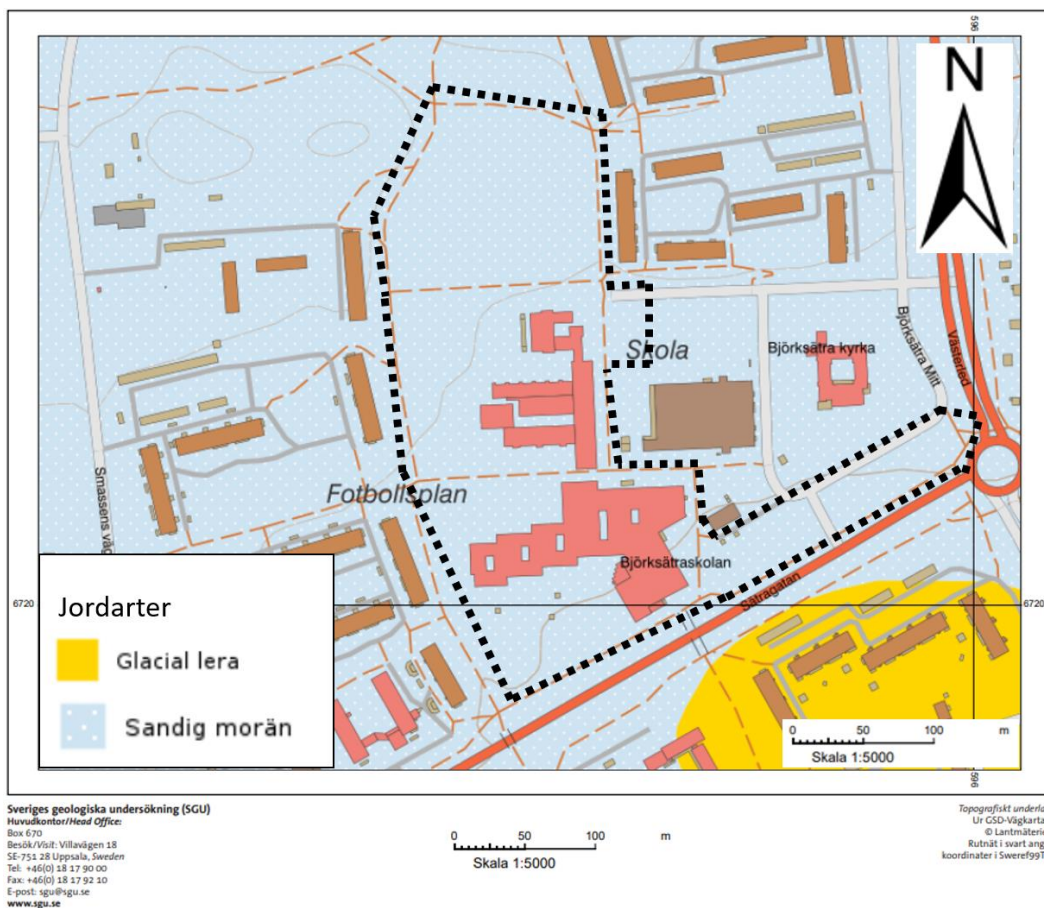 596
N
Skola
Björksätra kyrka
Björksätra Mitt
Västerled
Fotbollsplan
Smassens väg
Björksätraskolan
Sätragatan
6720
6720
Jordarter
Glacial lera
Sandig morän
0 50 100 m
Skala 1:5000
596
Sveriges geologiska undersökning (SGU)
Huvudkontor/Head Office:
Box 670
Besök/Visit: Villavägen 18
SE-751 28 Uppsala, Sweden
Tel: +46(0) 18 17 90 00
Fax: +46(0) 18 17 92 10
E-post: sgu@sgu.se
www.sgu.se
0 50 100 m
Skala 1:5000
Topografiskt underla
Ur GSD-Vägkarta
© Lantmäterie
Rutnät i svart ang
koordinater i Sweref99T